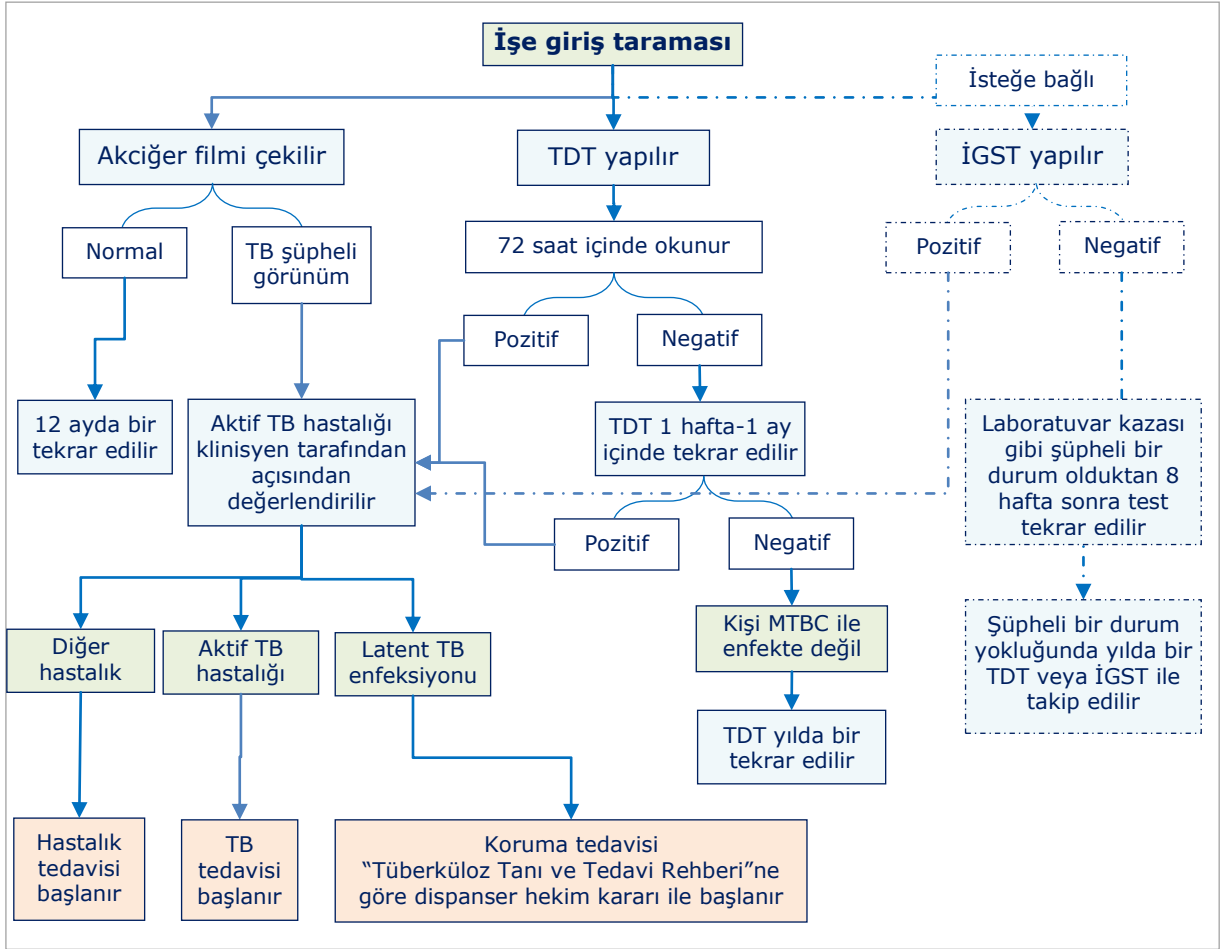 İşe giriş taraması
İsteğe bağlı
Akciğer filmi çekilir
TDT yapılır
İGST yapılır
Normal
TB şüpheli
görünüm
72 saat içinde okunur
Pozitif
Negatif
Pozitif
Negatif
12 ayda bir
tekrar edilir
Aktif TB hastalığı
klinisyen tarafından
açısından
değerlendirilir
TDT 1 hafta-1 ay
içinde tekrar edilir
Laboratuvar kazası
gibi şüpheli bir
durum olduktan 8
hafta sonra test
tekrar edilir
Pozitif
Negatif
Diğer
hastalık
Aktif TB
hastalığı
Latent TB
enfeksiyonu
Kişi MTBC ile
enfekte değil
Şüpheli bir durum
yokluğunda yılda bir
TDT veya İGST ile
takip edilir
TDT yılda bir
tekrar edilir
Hastalık
tedavisi
başlanır
TB
tedavisi
başlanır
Koruma tedavisi
“Tüberküloz Tanı ve Tedavi Rehberi”ne
göre dispanser hekim kararı ile başlanır